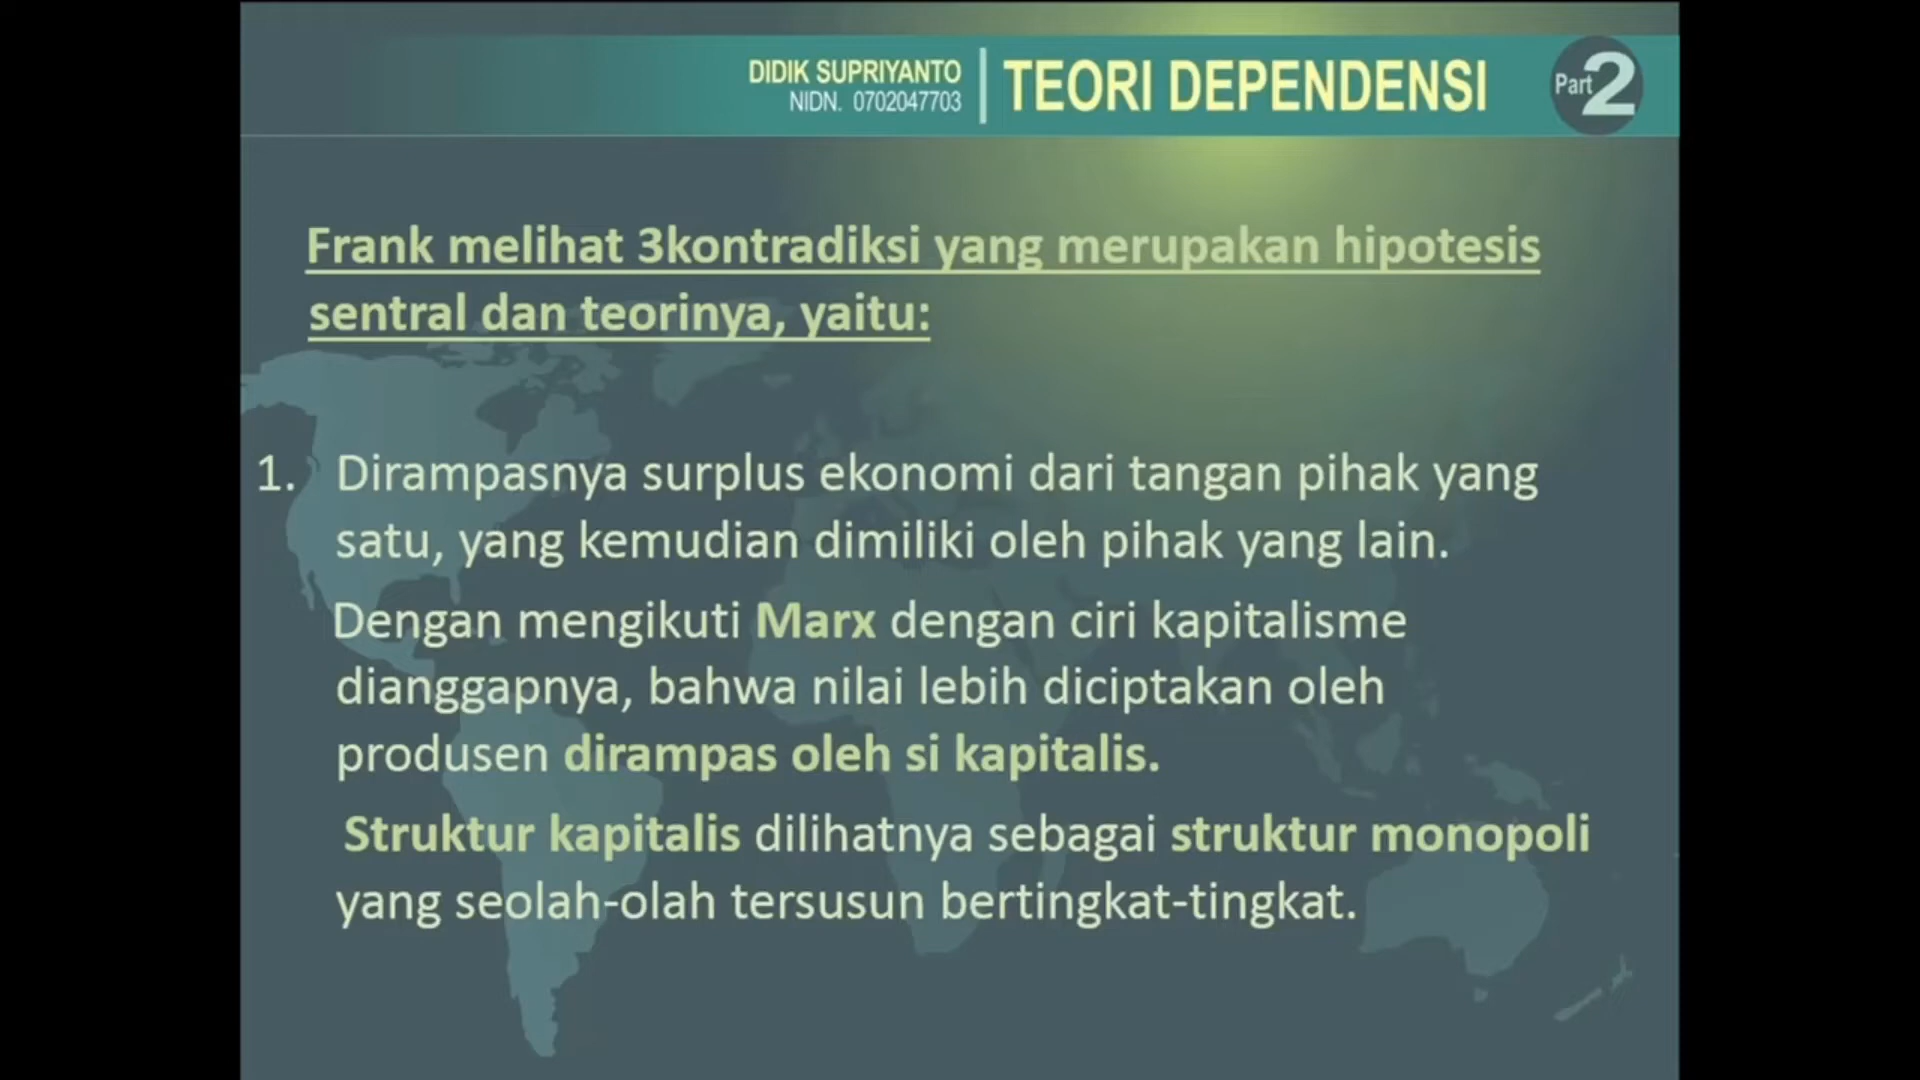 DIDIK SUPRIYANTO
NIDN. 0702047703
TEORI DEPENDENSI
Part 2
Frank melihat 3kontradiksi yang merupakan hipotesis
sentral dan teorinya, yaitu:
1. Dirampasnya surplus ekonomi dari tangan pihak yang
satu, yang kemudian dimiliki oleh pihak yang lain.
Dengan mengikuti Marx dengan ciri kapitalisme
dianggapnya, bahwa nilai lebih diciptakan oleh
produsen dirampas oleh si kapitalis.
Struktur kapitalis dilihatnya sebagai struktur monopoli
yang seolah-olah tersusun bertingkat-tingkat.